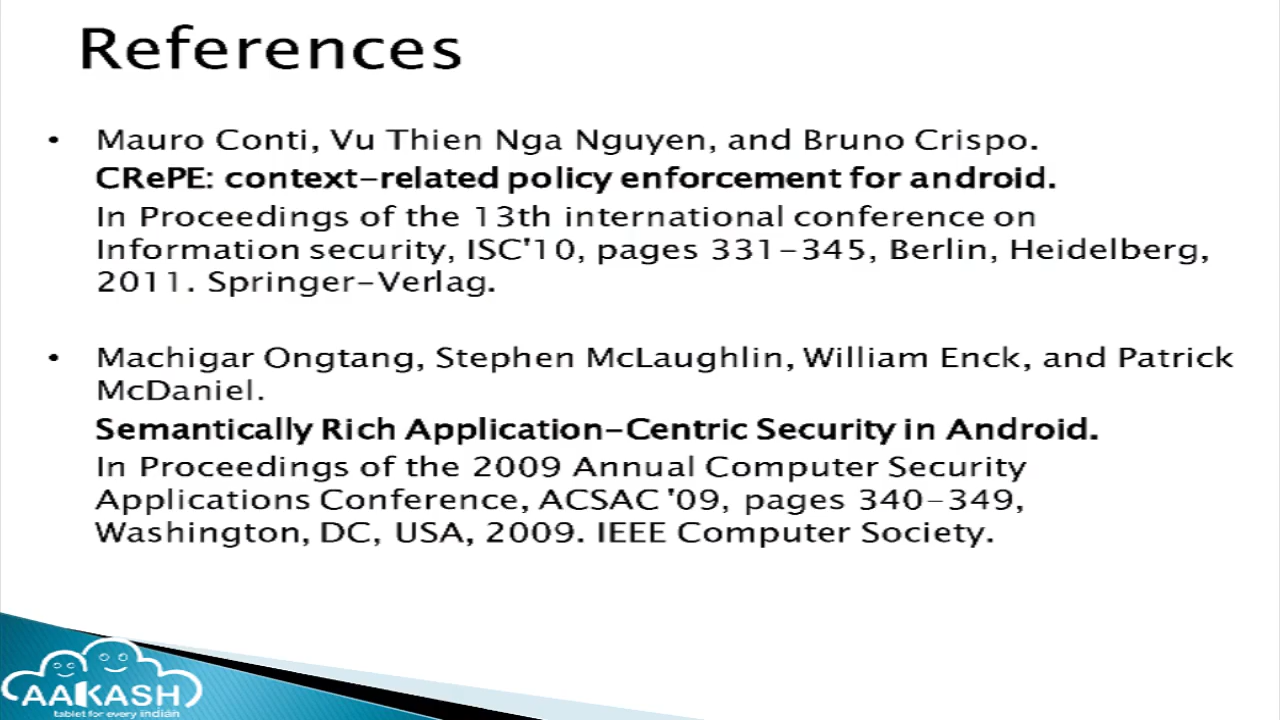 References
• Mauro Conti, Vu Thien Nga Nguyen, and Bruno Crispo.
CRePE: context-related policy enforcement for android.
In Proceedings of the 13th international conference on
Information security, ISC'10, pages 331-345, Berlin, Heidelberg,
2011. Springer-Verlag.
• Machigar Ongtang, Stephen McLaughlin, William Enck, and Patrick
McDaniel.
Semantically Rich Application-Centric Security in Android.
In Proceedings of the 2009 Annual Computer Security
Applications Conference, ACSAC '09, pages 340-349,
Washington, DC, USA, 2009. IEEE Computer Society.
AAKASH
tablet for every indian